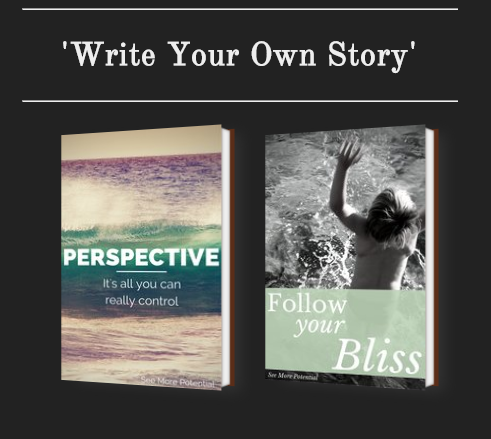 'Write Your Own Story'
PERSPECTIVE
It's all you can
really control
See More Potential
Follow
your
Bliss
See More Potential